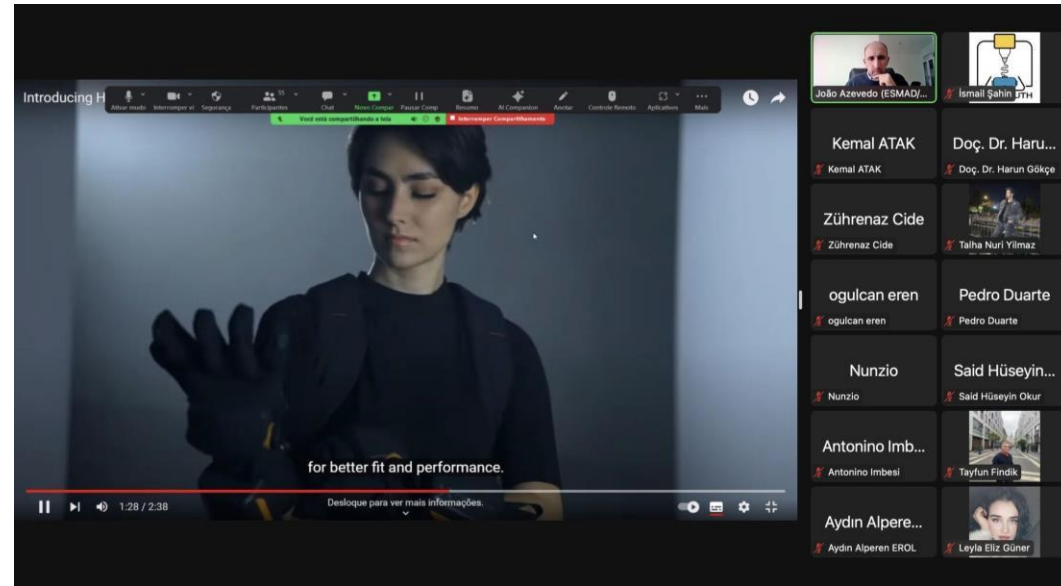 Introducing H
Ativar mudo Interromper ví Segurança Participantes 15 Chat Novo Compar Pausar Comp Resumo AI Companion Anotar Controle Remoto Aplicativos Mais
Você está compartilhando a tela Interromper Compartilhamento
for better fit and performance.
1:28 / 2:38
Desloque para ver mais informações.
João Azevedo (ESMAD/...
İsmail Şahin
Kemal ATAK
Kemal ATAK
Doç. Dr. Haru...
Doç. Dr. Harun Gökçe
Zührenaz Cide
Zührenaz Cide
Talha Nuri Yilmaz
ogulcan eren
ogulcan eren
Pedro Duarte
Pedro Duarte
Nunzio
Nunzio
Said Hüseyin...
Said Hüseyin Okur
Antonino Imb...
Antonino Imbesi
Tayfun Findik
Aydın Alpere...
Aydın Alperen EROL
Leyla Eliz Güner